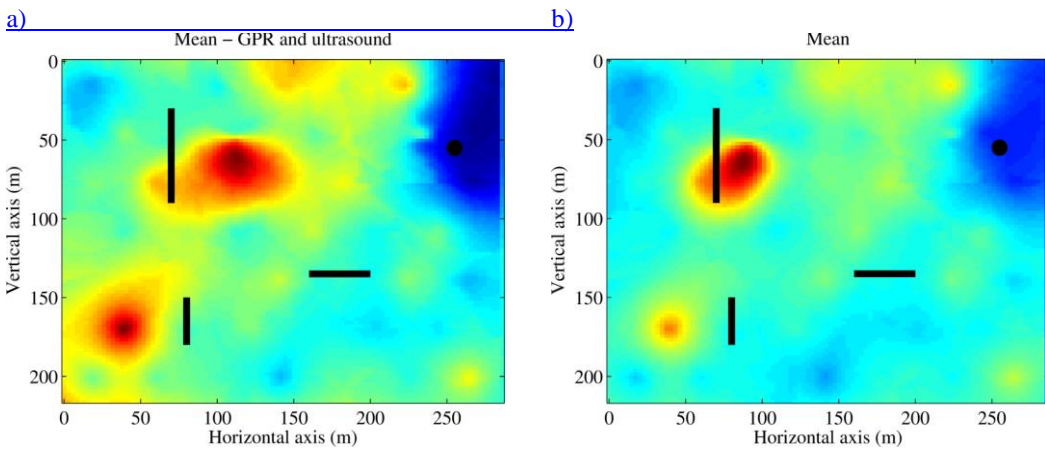 a) b)
Mean – GPR and ultrasound
0
50
100
150
200
Vertical axis (m)
0 50 100 150 200 250
Horizontal axis (m)
Mean
0
50
100
150
200
Vertical axis (m)
0 50 100 150 200 250
Horizontal axis (m)